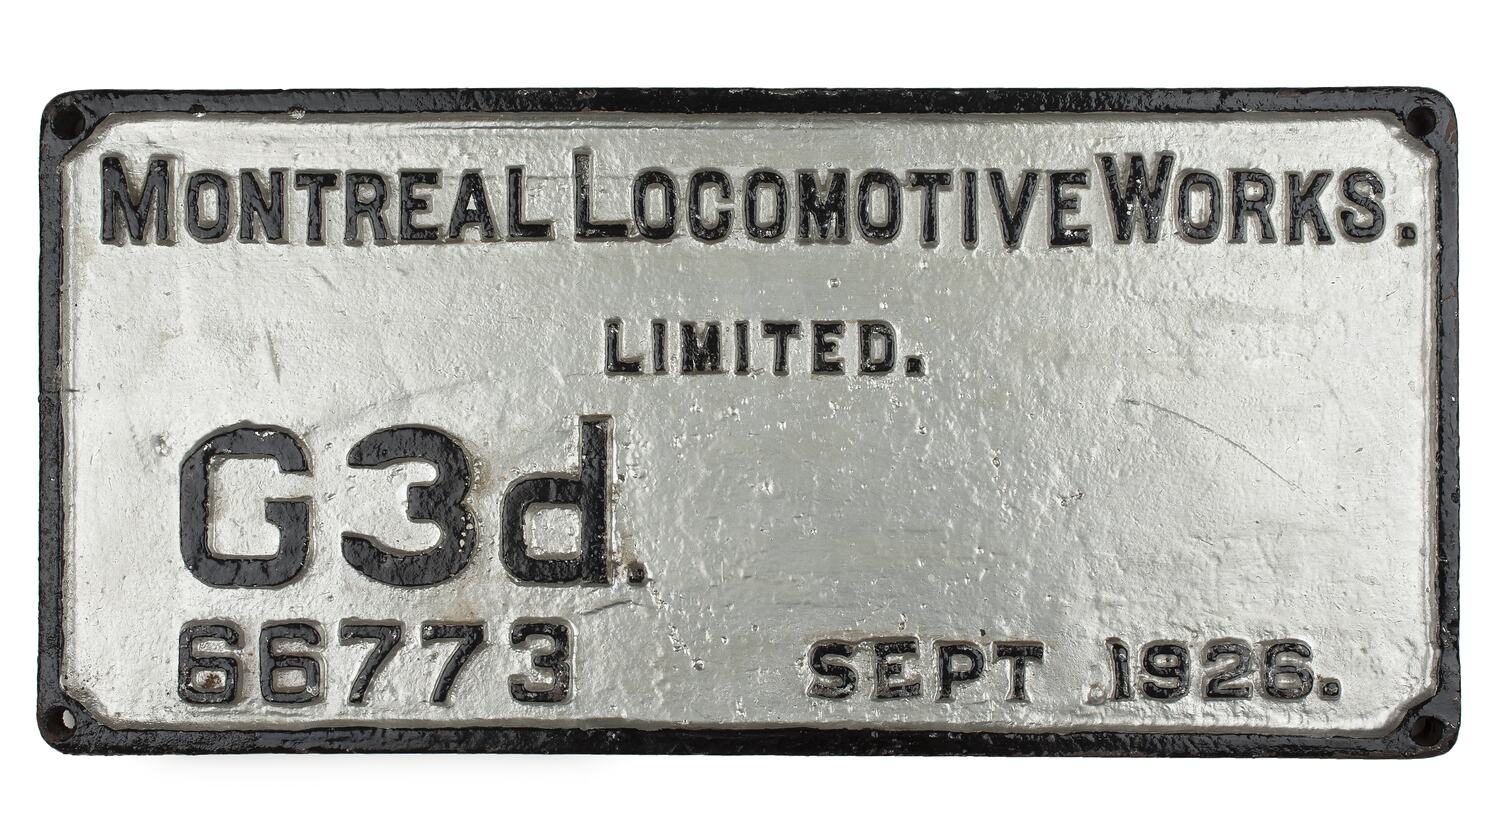 MONTREAL LOCOMOTIVE WORKS.
LIMITED.
G3d.
66773 SEPT 1926.